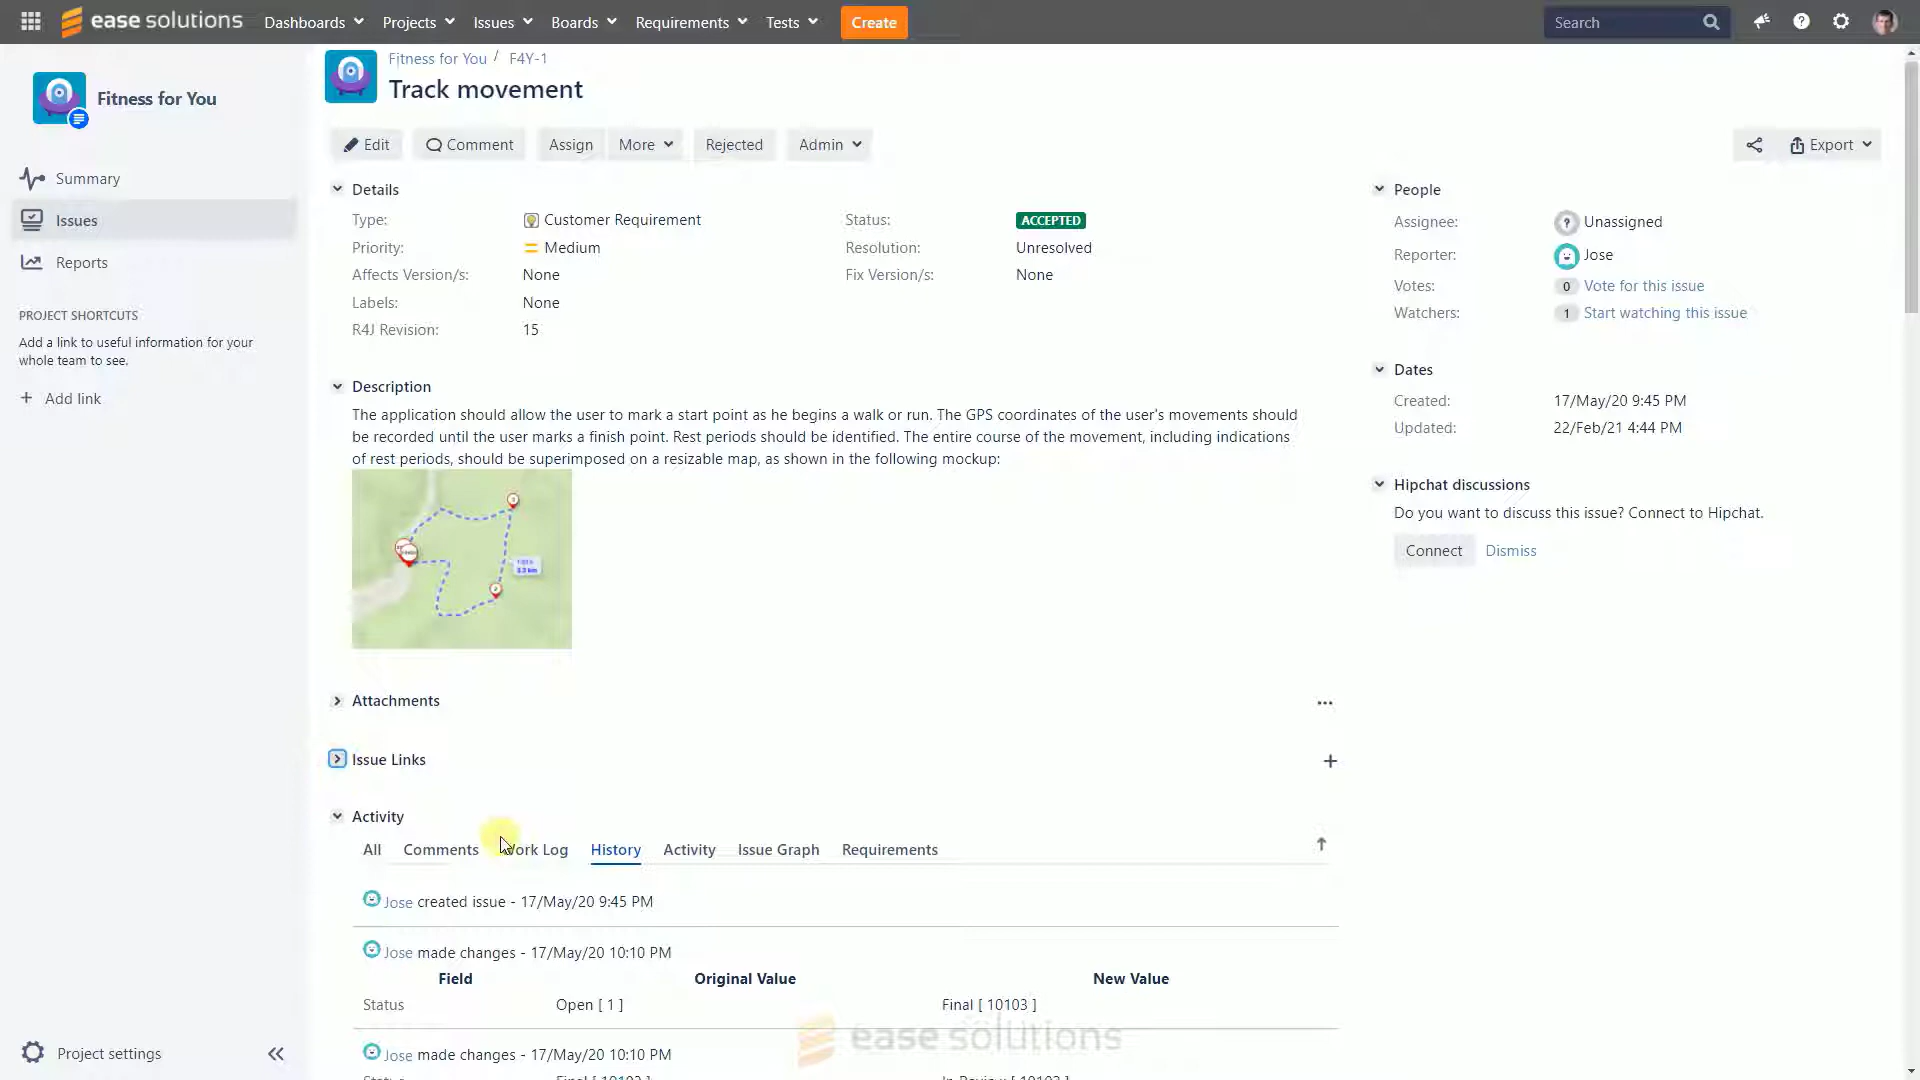 ease solutions Dashboards Projects Issues Boards Requirements Tests Create Search
Fitness for You
Summary
Issues
Reports
PROJECT SHORTCUTS
Add a link to useful information for your
whole team to see.
+ Add link
Project settings
Fitness for You / F4Y-1
Track movement
Edit Comment Assign More Rejected Admin Export
Details
Type: Customer Requirement Status: ACCEPTED
Priority: Medium Resolution: Unresolved
Affects Version/s: None Fix Version/s: None
Labels: None
R4J Revision: 15
Description
The application should allow the user to mark a start point as he begins a walk or run. The GPS coordinates of the user's movements should
be recorded until the user marks a finish point. Rest periods should be identified. The entire course of the movement, including indications
of rest periods, should be superimposed on a resizable map, as shown in the following mockup:
Attachments
Issue Links
Activity
All Comments Work Log History Activity Issue Graph Requirements
Jose created issue - 17/May/20 9:45 PM
Jose made changes - 17/May/20 10:10 PM
Field Original Value New Value
Status Open [ 1 ] Final [ 10103 ]
ease solutions
Jose made changes - 17/May/20 10:10 PM
People
Assignee: Unassigned
Reporter: Jose
Votes: 0 Vote for this issue
Watchers: 1 Start watching this issue
Dates
Created: 17/May/20 9:45 PM
Updated: 22/Feb/21 4:44 PM
Hipchat discussions
Do you want to discuss this issue? Connect to Hipchat.
Connect Dismiss